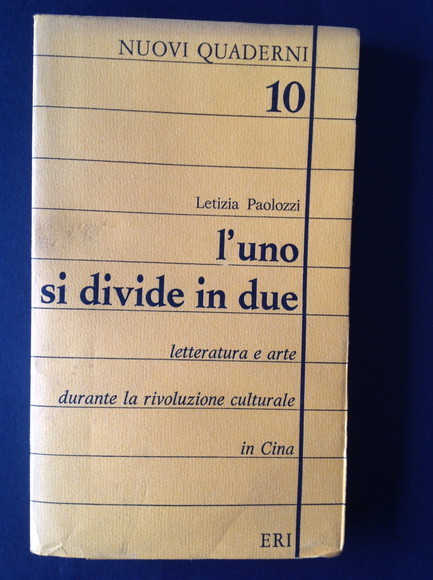 NUOVI QUADERNI
10
Letizia Paolozzi
l'uno
si divide in due
letteratura e arte
durante la rivoluzione culturale
in Cina
ERI